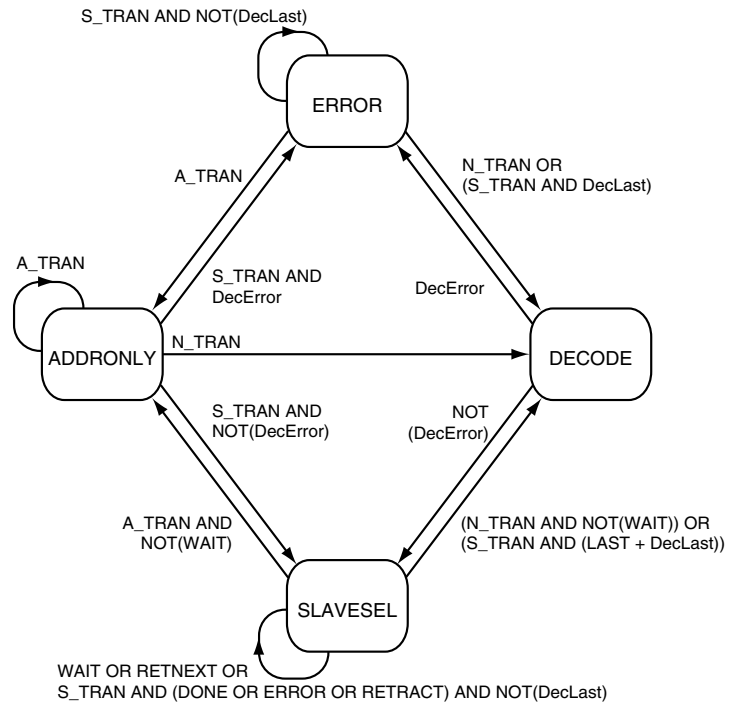 S_TRAN AND NOT(DecLast)
ERROR
A_TRAN
N_TRAN OR
(S_TRAN AND DecLast)
A_TRAN
S_TRAN AND
DecError
DecError
N_TRAN
ADDRONLY
DECODE
S_TRAN AND
NOT(DecError)
NOT
(DecError)
A_TRAN AND
NOT(WAIT)
(N_TRAN AND NOT(WAIT)) OR
(S_TRAN AND (LAST + DecLast))
SLAVESEL
WAIT OR RETNEXT OR
S_TRAN AND (DONE OR ERROR OR RETRACT) AND NOT(DecLast)